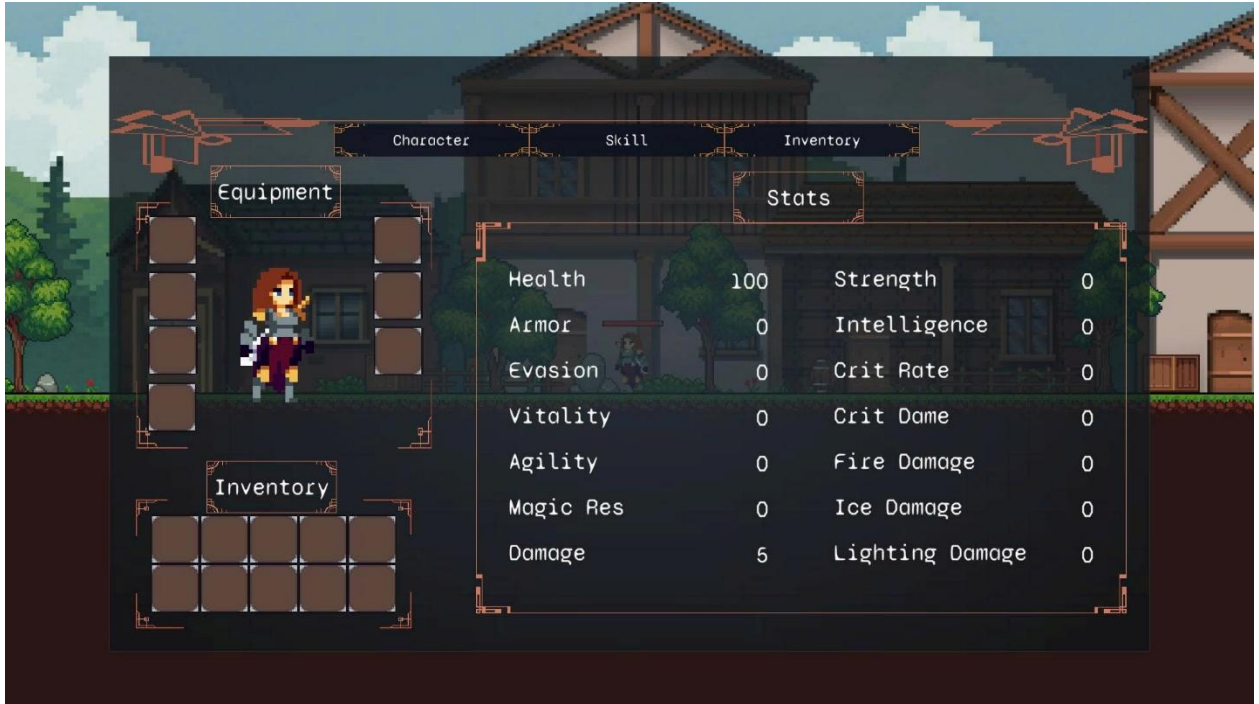 Character Skill Inventory
Equipment
Stats
Health 100 Strength 0
Armor 0 Intelligence 0
Evasion 0 Crit Rate 0
Vitality 0 Crit Dame 0
Agility 0 Fire Damage 0
Magic Res 0 Ice Damage 0
Damage 5 Lighting Damage 0
Inventory